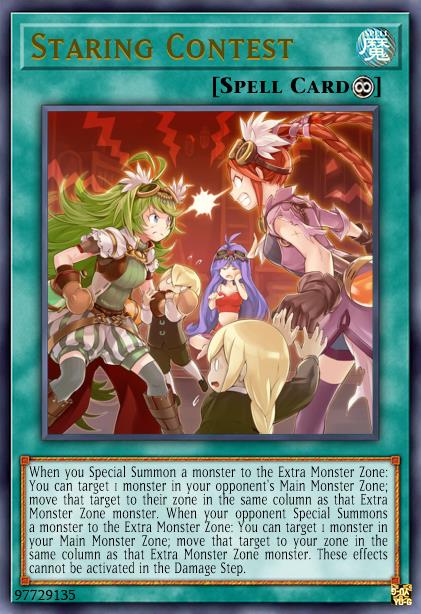 Staring Contest
SPELL
魔
[Spell Card]
When you Special Summon a monster to the Extra Monster Zone:
You can target 1 monster in your opponent's Main Monster Zone;
move that target to their zone in the same column as that Extra
Monster Zone monster. When your opponent Special Summons
a monster to the Extra Monster Zone: You can target 1 monster in
your Main Monster Zone; move that target to your zone in the
same column as that Extra Monster Zone monster. These effects
cannot be activated in the Damage Step.
97729135